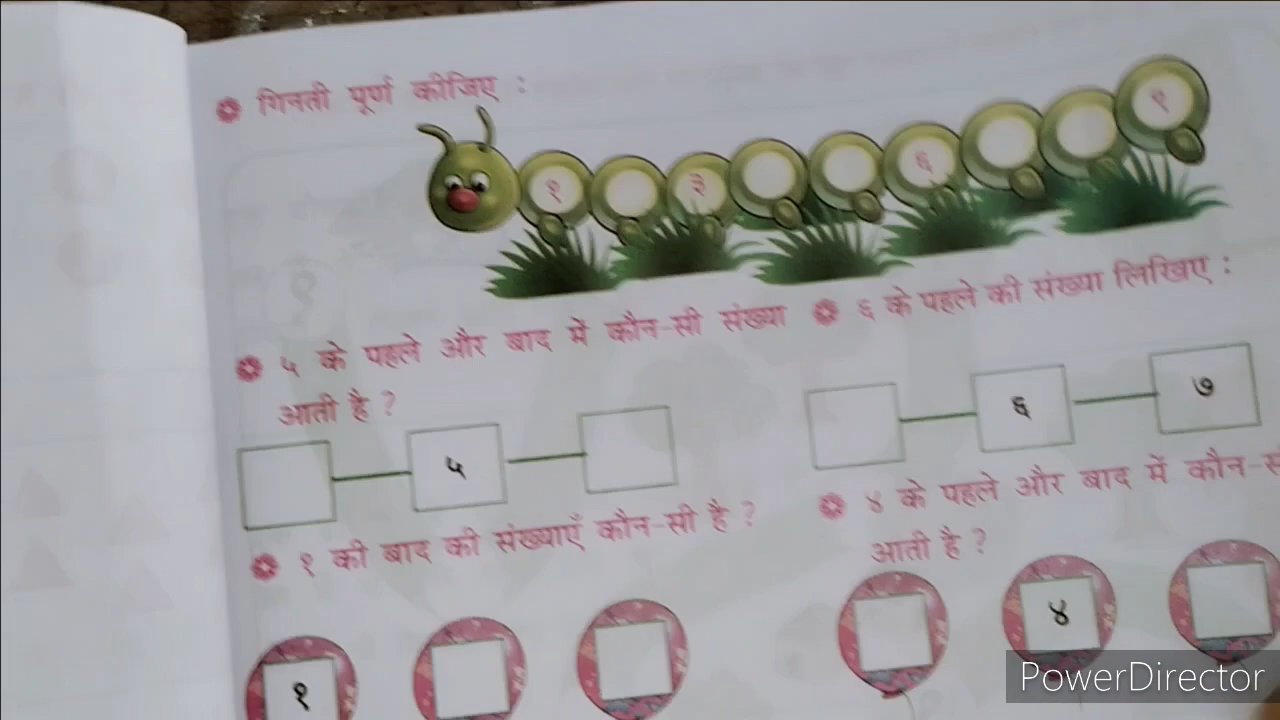 गिनती पूर्ण कीजिए :
१ ३ ६ ९
५ के पहले और बाद में कौन-सी संख्या
आती है ?
५
६ के पहले की संख्या लिखिए :
६ ७
१ की बाद की संख्याएँ कौन-सी है ?
१
४ के पहले और बाद में कौन-
आती है ?
४
PowerDirector